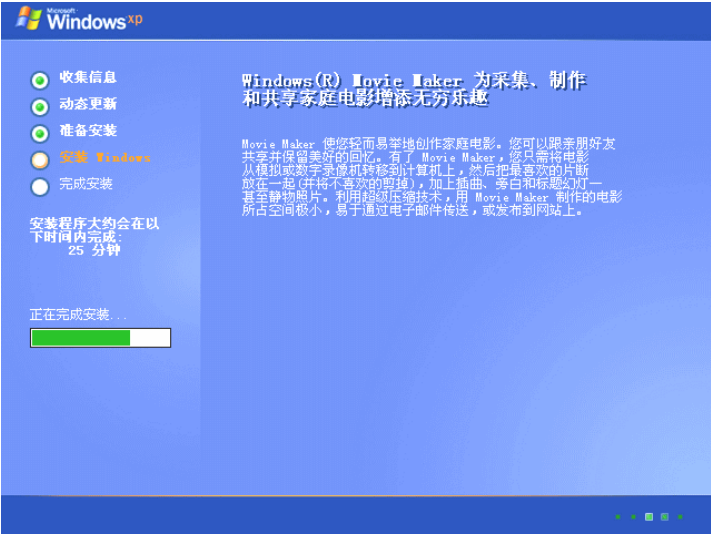 Microsoft
Windows xp
收集信息
动态更新
准备安装
安装 Windows
完成安装
安装程序大约会在以
下时间内完成:
25 分钟
正在完成安装...
Windows(R) Movie Maker 为采集、制作
和共享家庭电影增添无穷乐趣
Movie Maker 使您轻而易举地创作家庭电影。您可以跟亲朋好友
共享并保留美好的回忆。有了 Movie Maker，您只需将电影
从模拟或数字录像机转移到计算机上，然后把最喜欢的片断
放在一起(并将不喜欢的剪掉)，加上插曲、旁白和标题幻灯一
甚至静物照片。利用超级压缩技术，用 Movie Maker 制作的电影
所占空间极小，易于通过电子邮件传送，或发布到网站上。